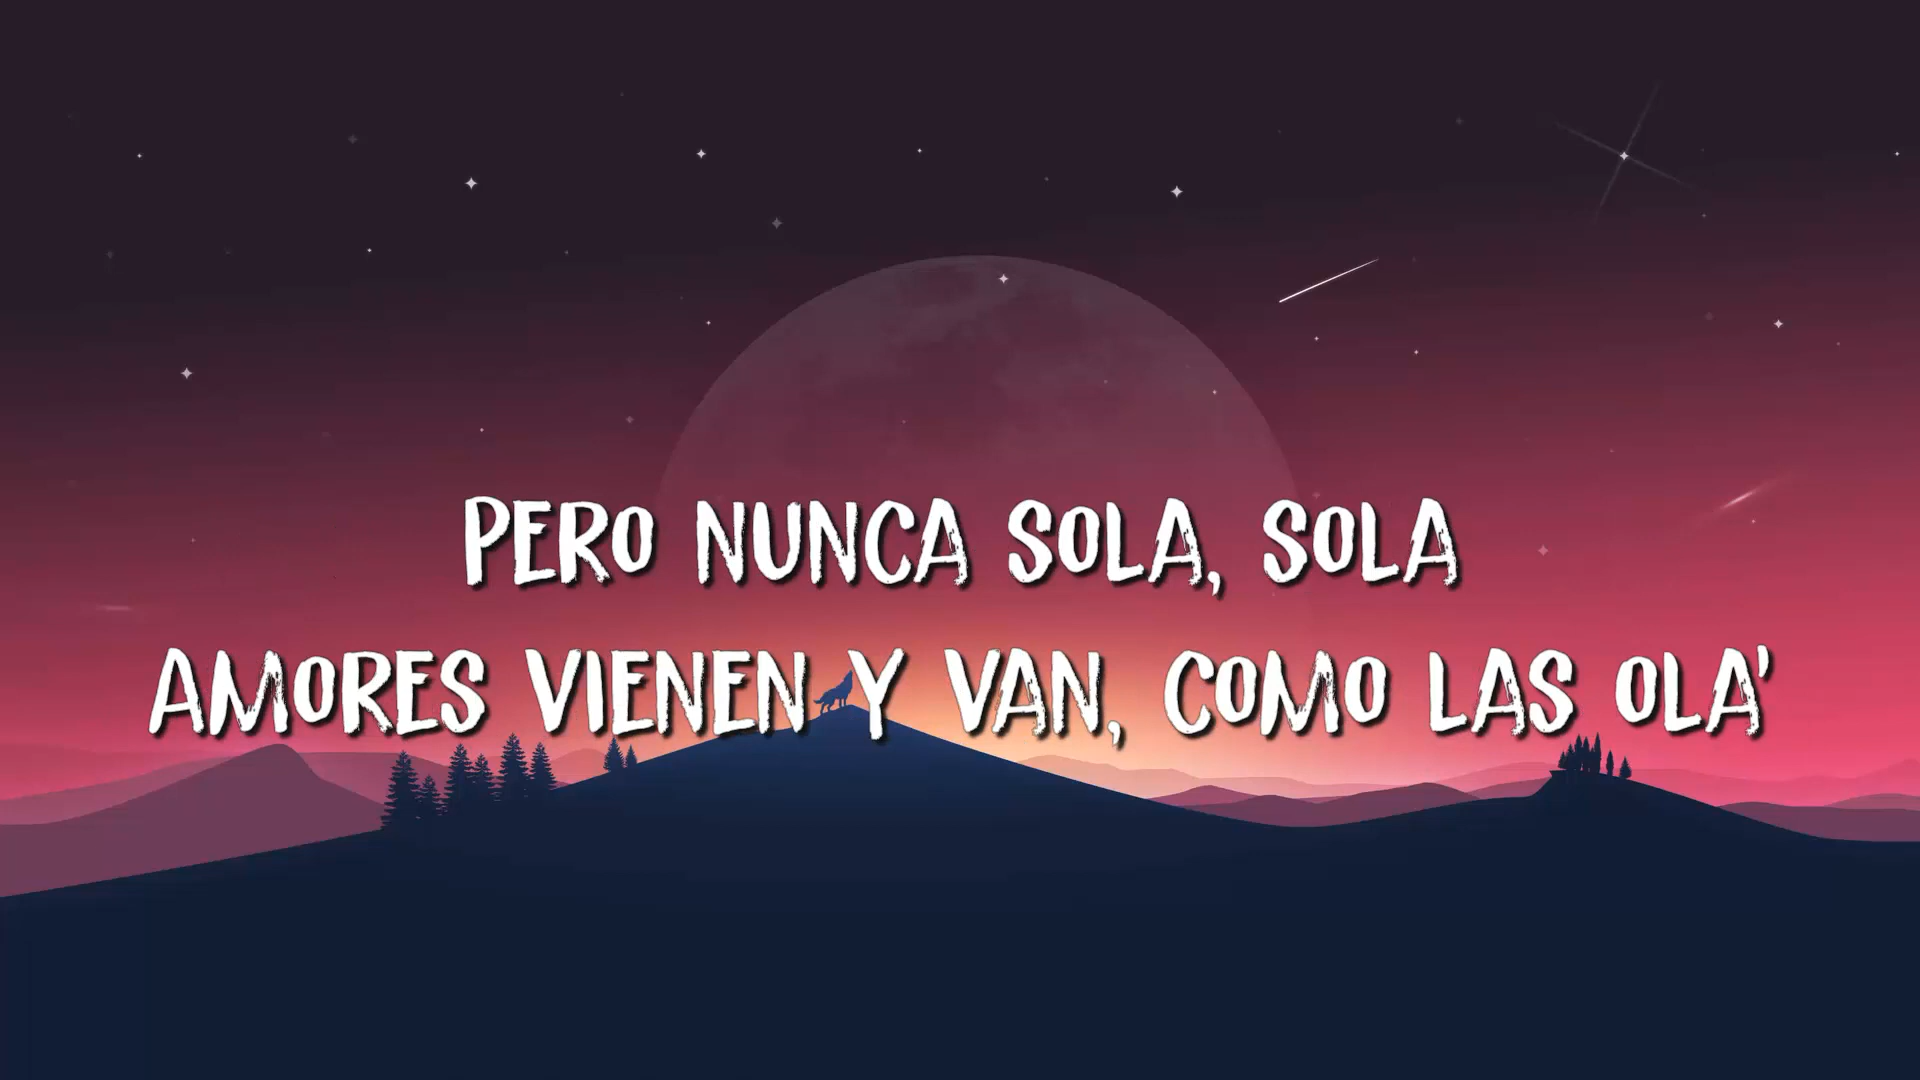 PERO NUNCA SOLA, SOLA
AMORES VIENEN Y VAN, COMO LAS OLA'